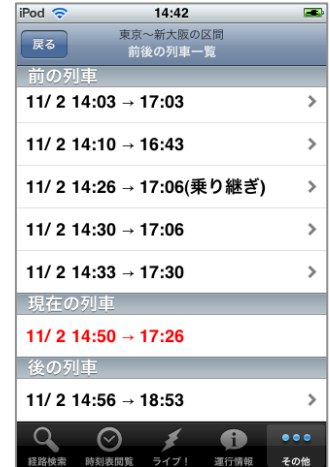 iPod 14:42
戻る
東京～新大阪の区間
前後の列車一覧
前の列車
11/ 2 14:03 → 17:03
11/ 2 14:10 → 16:43
11/ 2 14:26 → 17:06(乗り継ぎ)
11/ 2 14:30 → 17:06
11/ 2 14:33 → 17:30
現在の列車
11/ 2 14:50 → 17:26
後の列車
11/ 2 14:56 → 18:53
経路検索 時刻表閲覧 ライブ！ 運行情報 その他